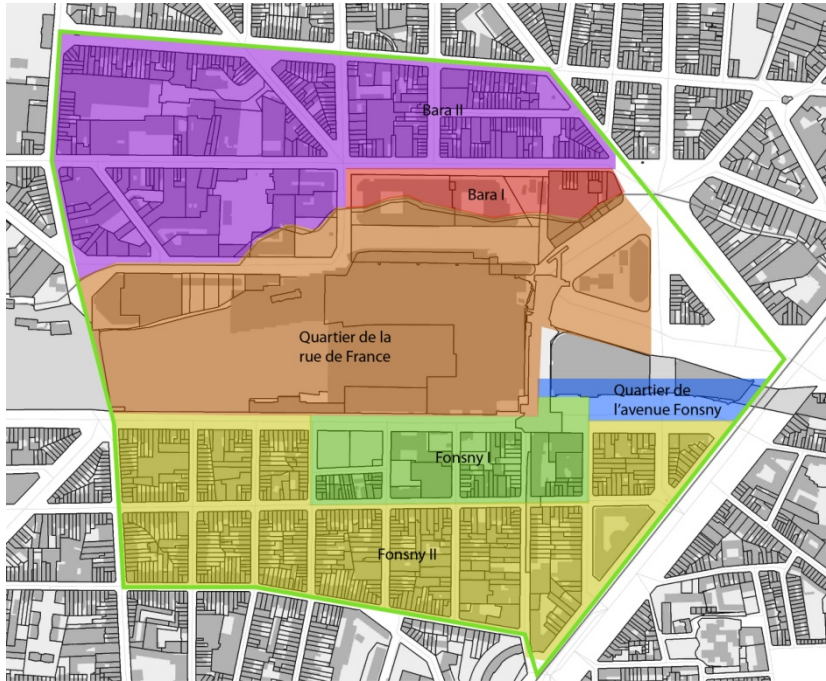 Bara II
Bara I
Quartier de la
rue de France
Quartier de
l'avenue Fonsny
Fonsny I
Fonsny II